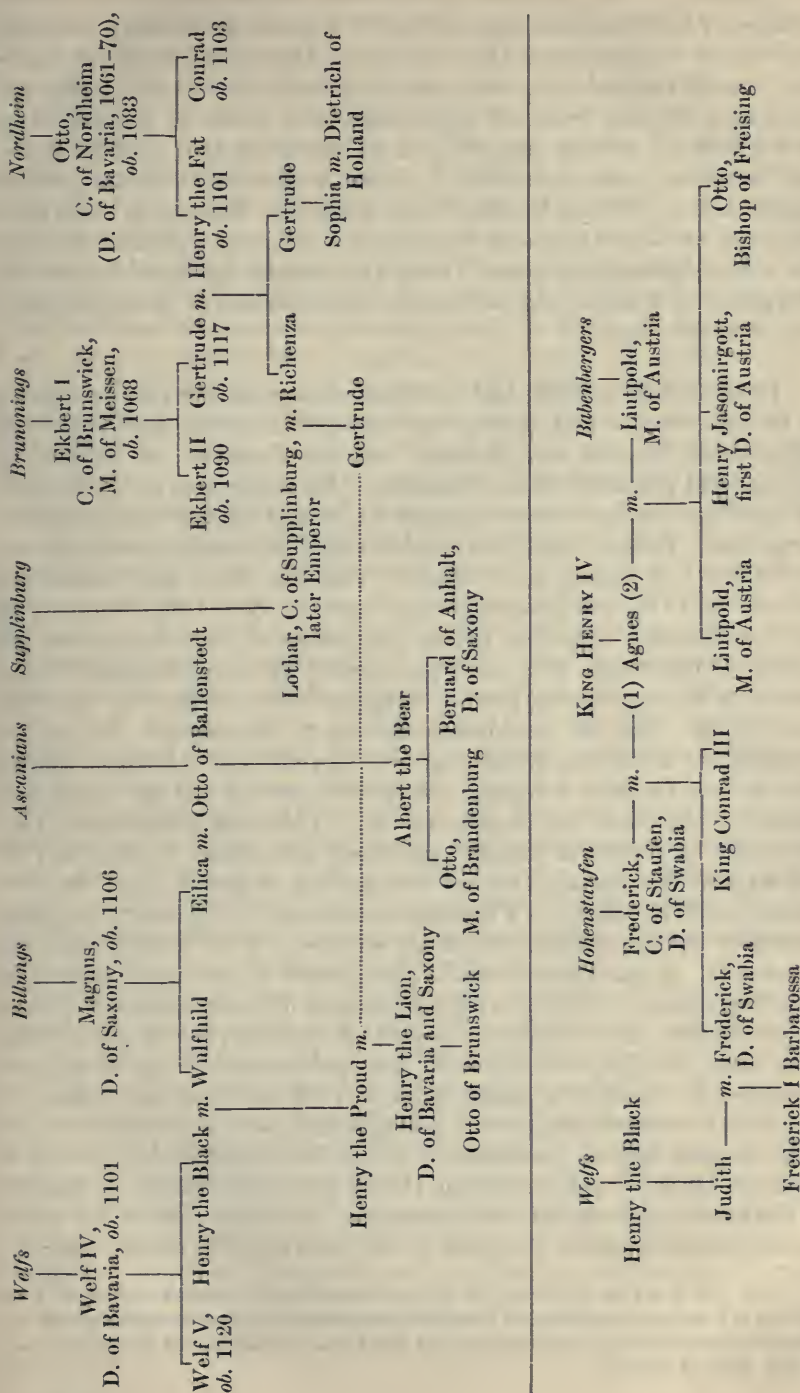 Welfs
Welf IV,
D. of Bavaria, ob. 1101
Welf V,
ob. 1120
Henry the Black m. Wulfhild
Billungs
Magnus,
D. of Saxony, ob. 1106
Eilica m. Otto of Ballenstedt
Ascanians
Supplinburg
Brunonings
Ekbert I
C. of Brunswick,
M. of Meissen,
ob. 1068
Ekbert II
ob. 1090
Gertrude m. Henry the Fat
ob. 1117
ob. 1101
Nordheim
Otto,
C. of Nordheim
(D. of Bavaria, 1061-70),
ob. 1083
Conrad
ob. 1103
Lothar, C. of Supplinburg, m. Richenza
later Emperor
Gertrude
Sophia m. Dietrich of
Holland
Henry the Proud m. Gertrude
Albert the Bear
Henry the Lion,
D. of Bavaria and Saxony
Otto of Brunswick
Otto,
M. of Brandenburg
Bernard of Anhalt,
D. of Saxony
Welfs
Henry the Black
Hohenstaufen
Frederick, — m. — (1) Agnes (2) — m. — Liutpold,
C. of Staufen,
D. of Swabia
M. of Austria
KING HENRY IV
Babenbergers
Judith — m. Frederick,
D. of Swabia
King Conrad III
Liutpold,
M. of Austria
Henry Jasomirgott,
first D. of Austria
Otto,
Bishop of Freising
Frederick I Barbarossa